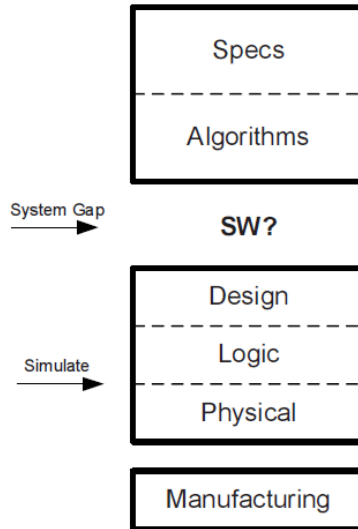 Specs
Algorithms
System Gap
SW?
Design
Logic
Simulate
Physical
Manufacturing